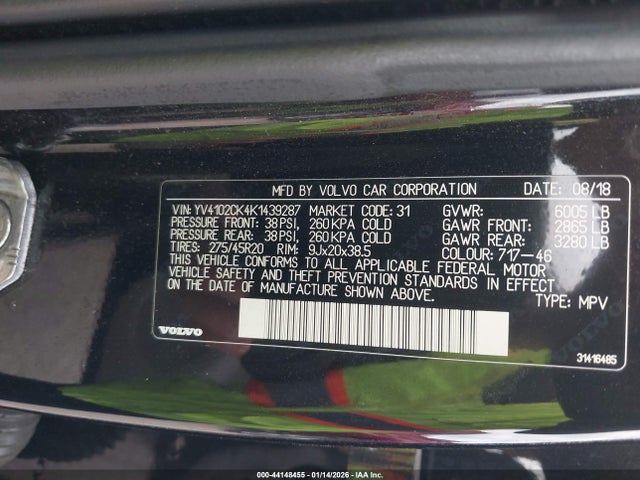 MFD BY VOLVO CAR CORPORATION DATE: 08/18
VIN: YV4102CK4K1439287 MARKET CODE: 31 GVWR: 6005 LB
PRESSURE FRONT: 38 PSI, 260 KPA COLD GAWR FRONT: 2865 LB
PRESSURE REAR: 38 PSI, 260 KPA COLD GAWR REAR: 3280 LB
TIRES: 275/45R20 RIM: 9Jx20x38.5 COLOUR: 717-46
THIS VEHICLE CONFORMS TO ALL APPLICABLE FEDERAL MOTOR
VEHICLE SAFETY AND THEFT PREVENTION STANDARDS IN EFFECT
ON THE DATE OF MANUFACTURE SHOWN ABOVE. TYPE: MPV
VOLVO 31416485
000-44148455 - 01/14/2026 - © IAA Holdings, LLC or IAA, Inc.